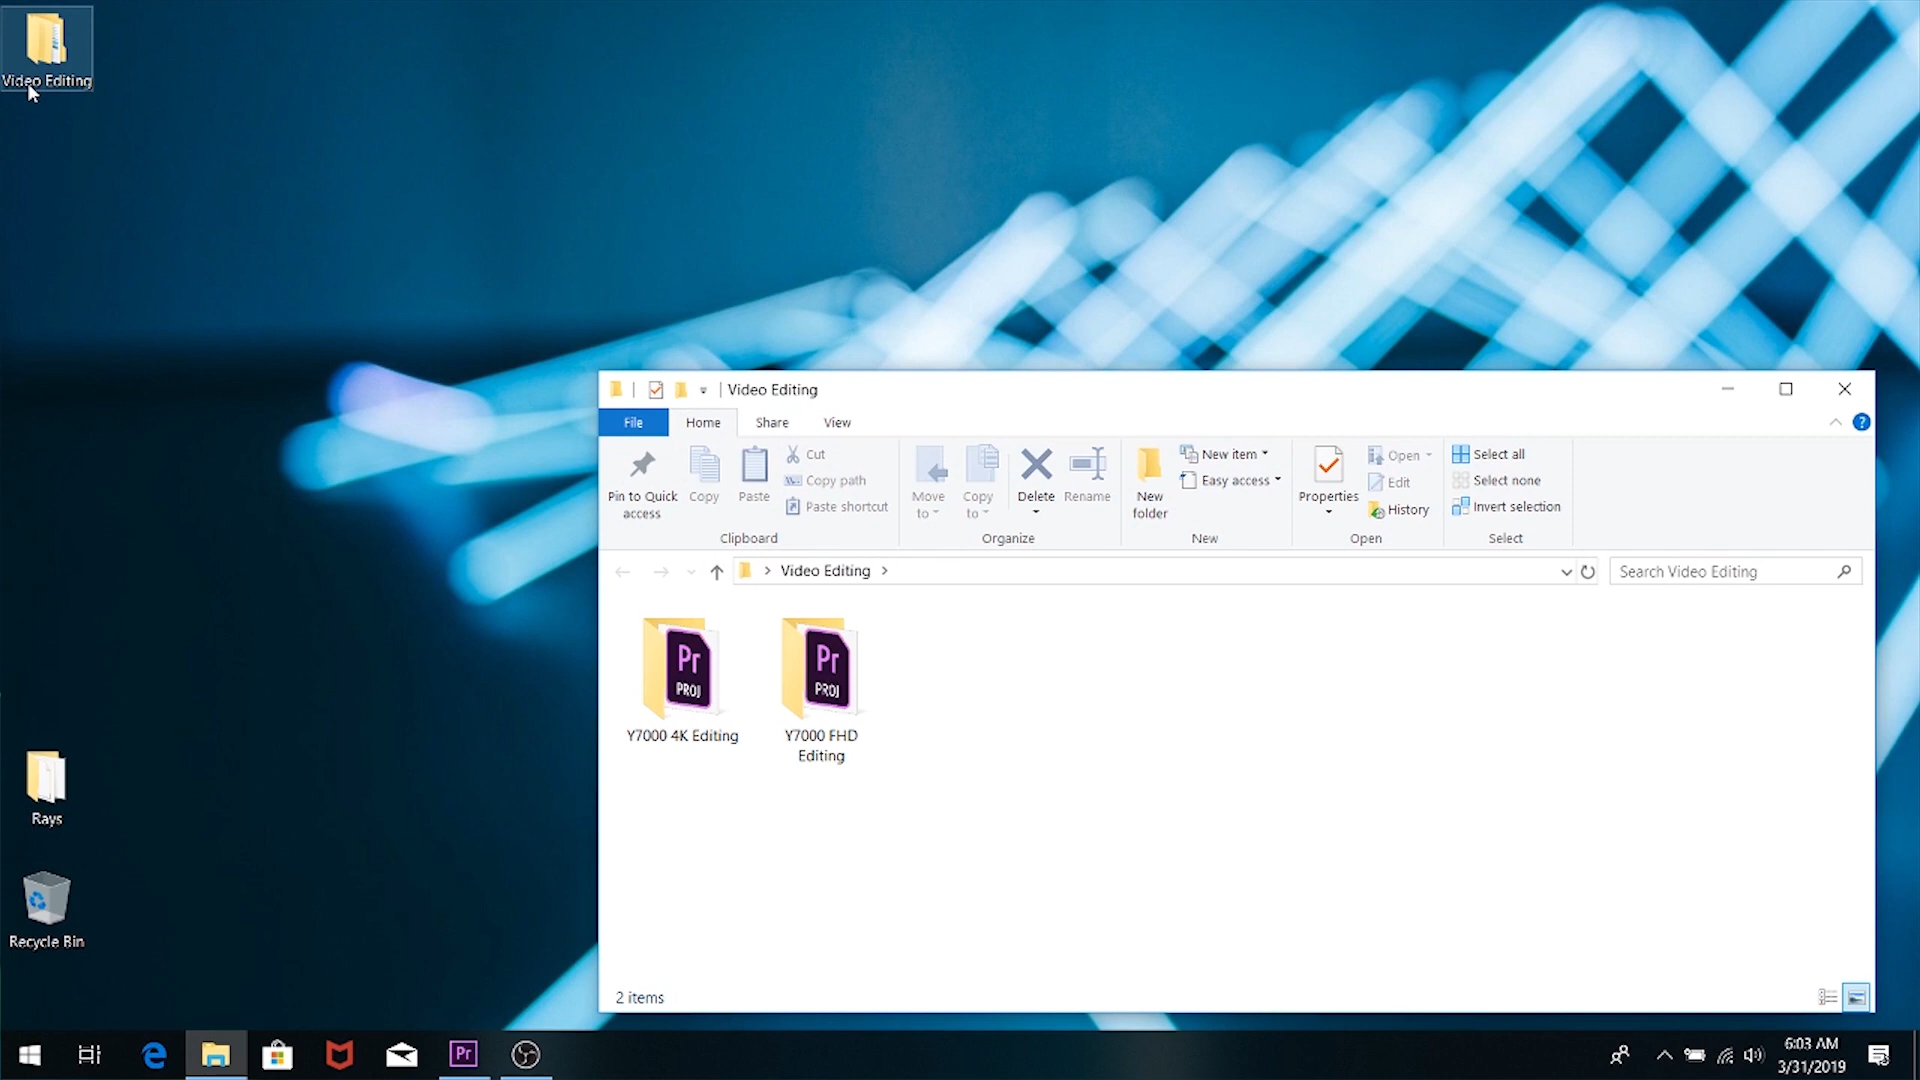 Video Editing
Rays
Recycle Bin
Video Editing
File
Home
Share
View
Pin to Quick
access
Copy
Paste
Cut
Copy path
Paste shortcut
Clipboard
Move
to
Copy
to
Delete
Rename
Organize
New
folder
New item
Easy access
New
Properties
Open
Edit
History
Open
Select all
Select none
Invert selection
Select
Video Editing
Search Video Editing
Pr
PROJ
Y7000 4K Editing
Pr
PROJ
Y7000 FHD
Editing
2 items
Pr
6:03 AM
3/31/2019